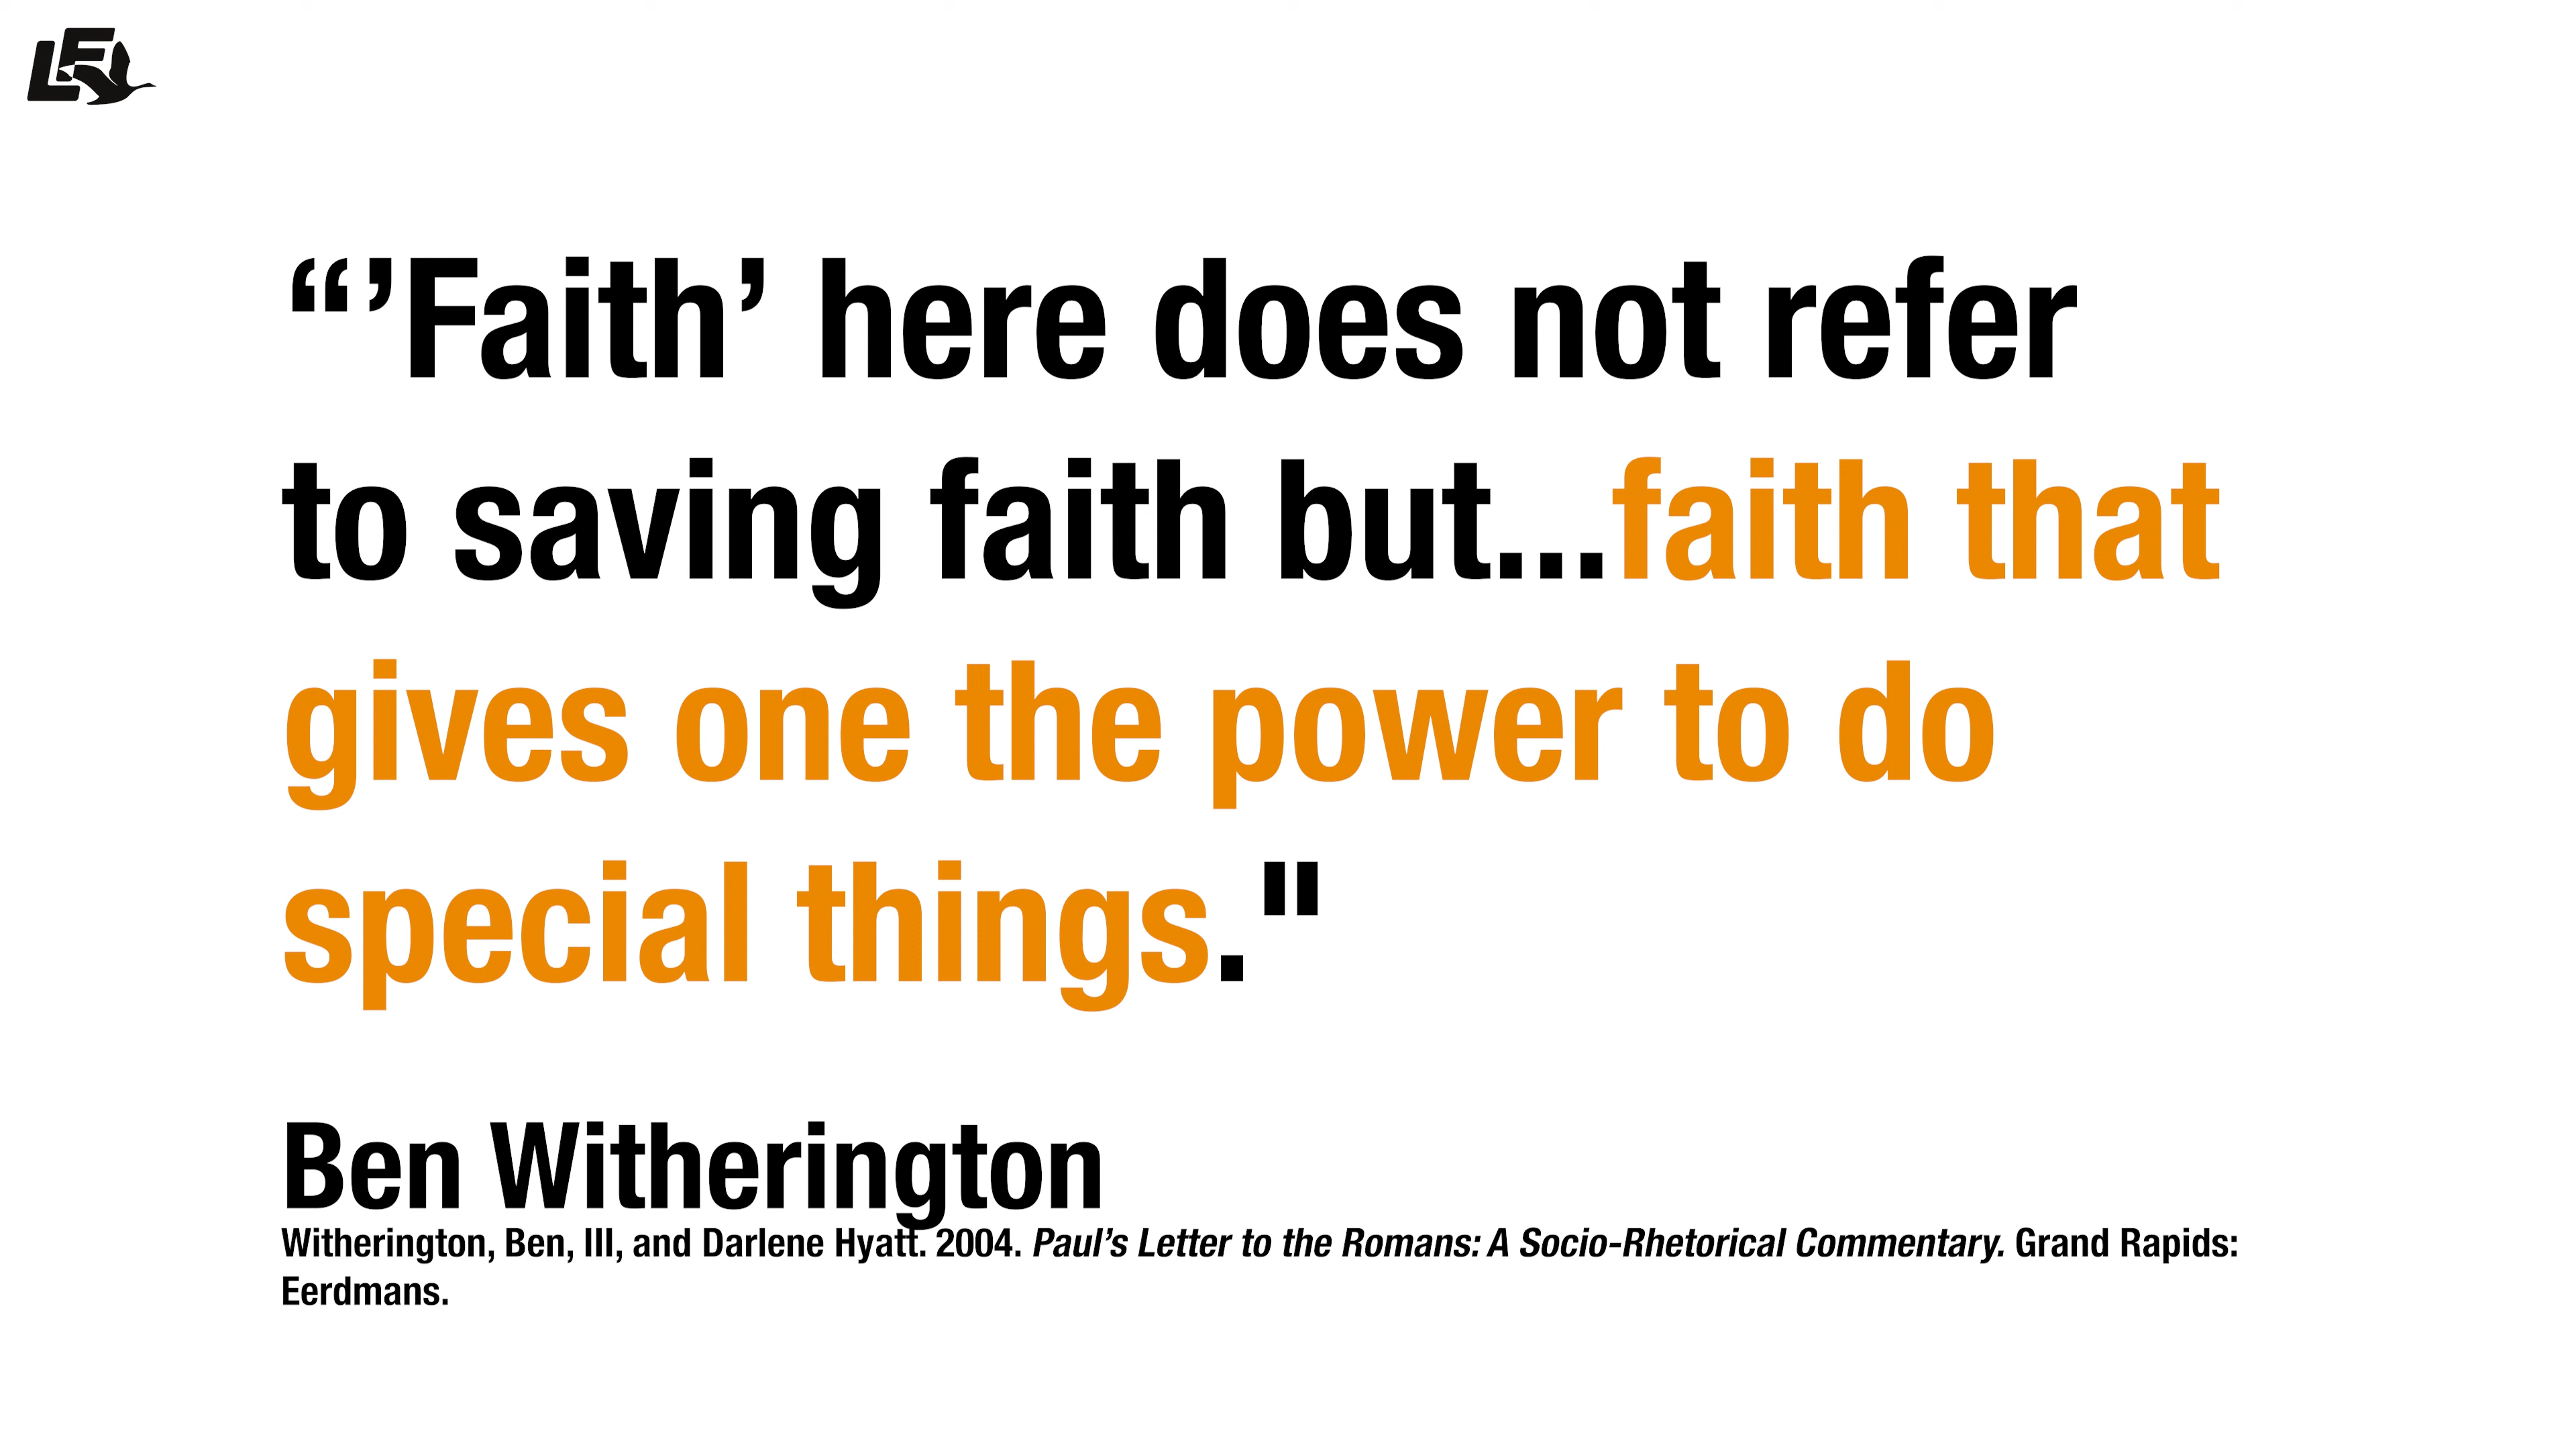 LF
“’Faith’ here does not refer
to saving faith but...faith that
gives one the power to do
special things."
Ben Witherington
Witherington, Ben, III, and Darlene Hyatt. 2004. Paul’s Letter to the Romans: A Socio-Rhetorical Commentary. Grand Rapids:
Eerdmans.